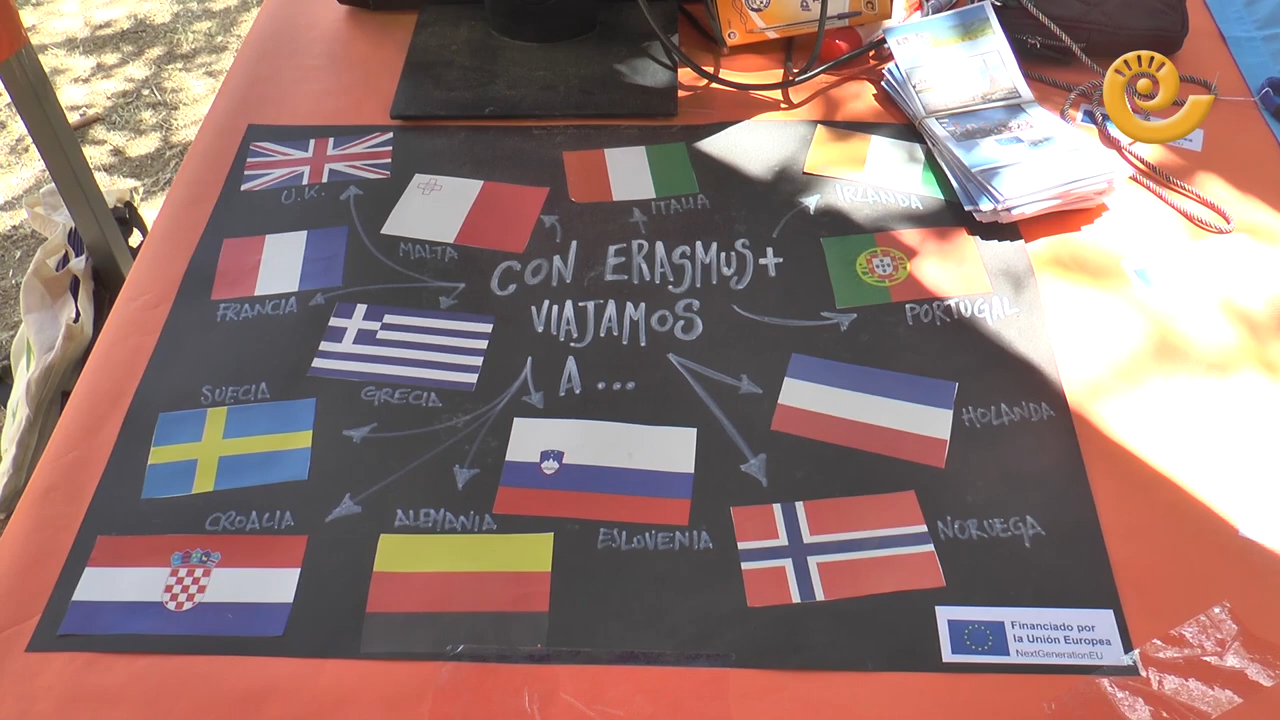 U.K.
MALTA
ITALIA
IRLANDA
FRANCIA
CON ERASMUS+
VIAJAMOS
A ...
PORTUGAL
GRECIA
SUECIA
HOLANDA
CROACIA
ALEMANIA
ESLOVENIA
NORUEGA
Financiado por
la Unión Europea
NextGenerationEU